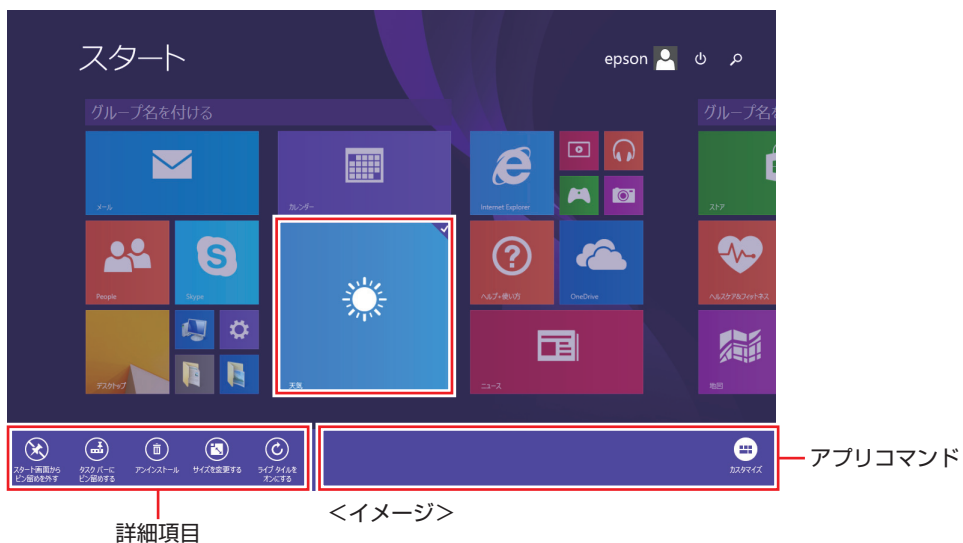 スタート
epson
グループ名を付ける
グループ名
メール
カレンダー
Internet Explorer
ストア
People
Skype
天気
ヘルプ+使い方
OneDrive
ヘルスケア&フィットネス
デスクトップ
ニュース
地図
スタート画面から
ピン留めを外す
タスク バーに
ピン留めする
アンインストール
サイズを変更する
ライブ タイルを
オンにする
カスタマイズ
アプリコマンド
詳細項目
<イメージ>